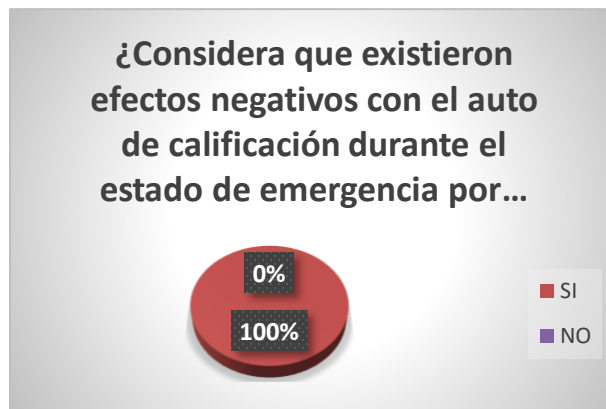 ¿Considera que existieron
efectos negativos con el auto
de calificación durante el
estado de emergencia por…
0%
100%
SI
NO